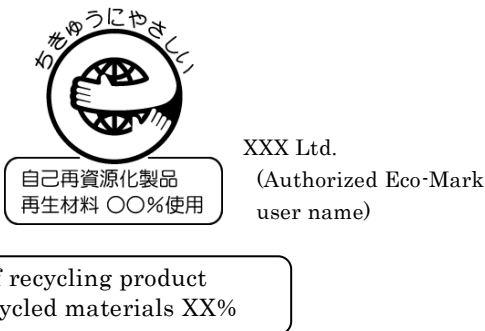 ちきゅうにやさしい
自己再資源化製品
再生材料 〇〇%使用
XXX Ltd.
(Authorized Eco-Mark
user name)
recycling product
materials XX%